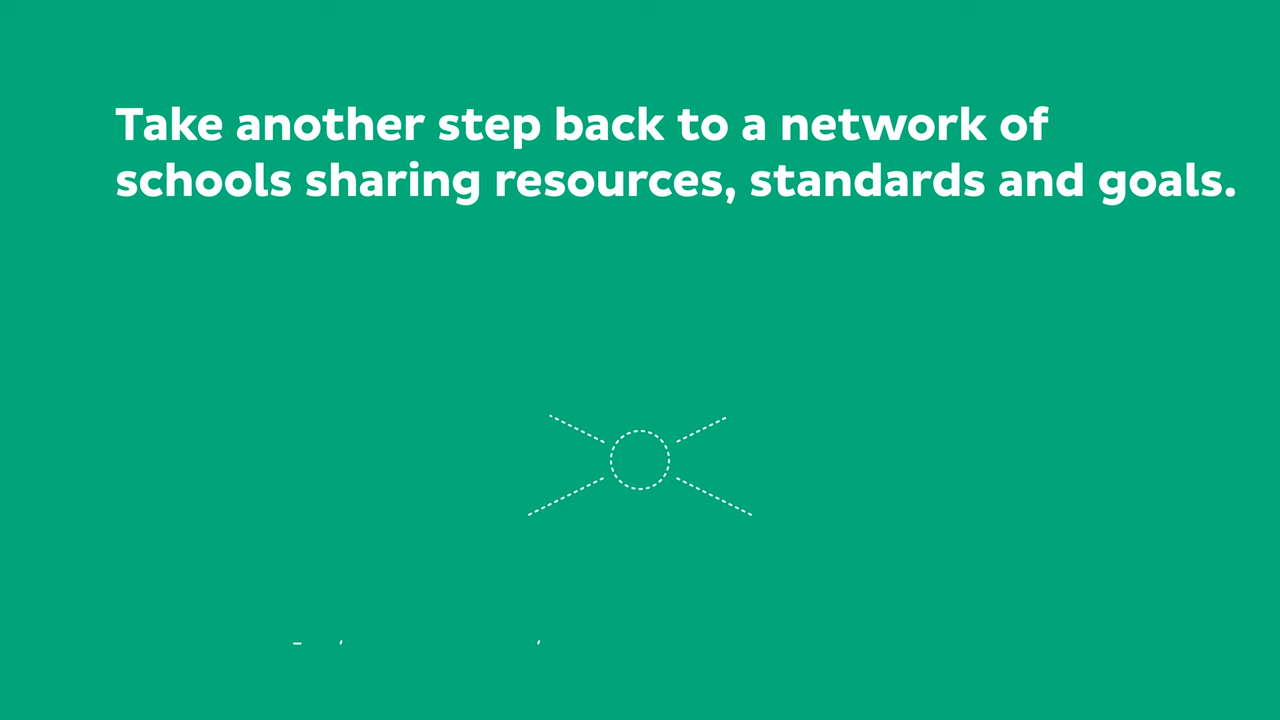 Take another step back to a network of
schools sharing resources, standards and goals.